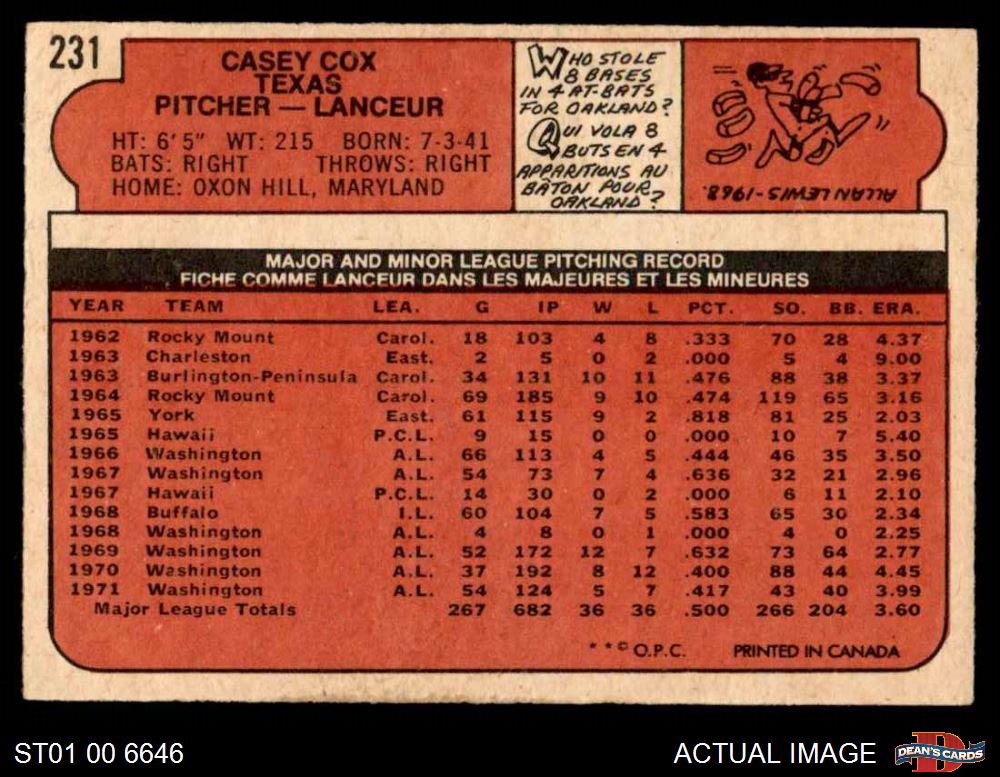 231
CASEY COX
TEXAS
PITCHER — LANCEUR
HT: 6'5" WT: 215 BORN: 7-3-41
BATS: RIGHT THROWS: RIGHT
HOME: OXON HILL, MARYLAND
WHO STOLE
8 BASES
IN 4 AT-BATS
FOR OAKLAND?
QUI VOLA 8
BUTS EN 4
APPARITIONS AU
BÂTON POUR
OAKLAND?
ALLAN LEWIS-1968.
MAJOR AND MINOR LEAGUE PITCHING RECORD
FICHE COMME LANCEUR DANS LES MAJEURES ET LES MINEURES
YEAR TEAM LEA. G IP W L PCT. SO. BB. ERA.
1962 Rocky Mount Carol. 18 103 4 8 .333 70 28 4.37
1963 Charleston East. 2 5 0 2 .000 5 4 9.00
1963 Burlington-Peninsula Carol. 34 131 10 11 .476 88 38 3.37
1964 Rocky Mount Carol. 69 185 9 10 .474 119 65 3.16
1965 York East. 61 115 9 2 .818 81 25 2.03
1965 Hawaii P.C.L. 9 15 0 0 .000 10 7 5.40
1966 Washington A.L. 66 113 4 5 .444 46 35 3.50
1967 Washington A.L. 54 73 7 4 .636 32 21 2.96
1967 Hawaii P.C.L. 14 30 0 2 .000 6 11 2.10
1968 Buffalo I.L. 60 104 7 5 .583 65 30 2.34
1968 Washington A.L. 4 8 0 1 .000 4 0 2.25
1969 Washington A.L. 52 172 12 7 .632 73 64 2.77
1970 Washington A.L. 37 192 8 12 .400 88 44 4.45
1971 Washington A.L. 54 124 5 7 .417 43 40 3.99
Major League Totals 267 682 36 36 .500 266 204 3.60
**© O.P.C. PRINTED IN CANADA
ST01 00 6646 ACTUAL IMAGE DEAN'S CARDS